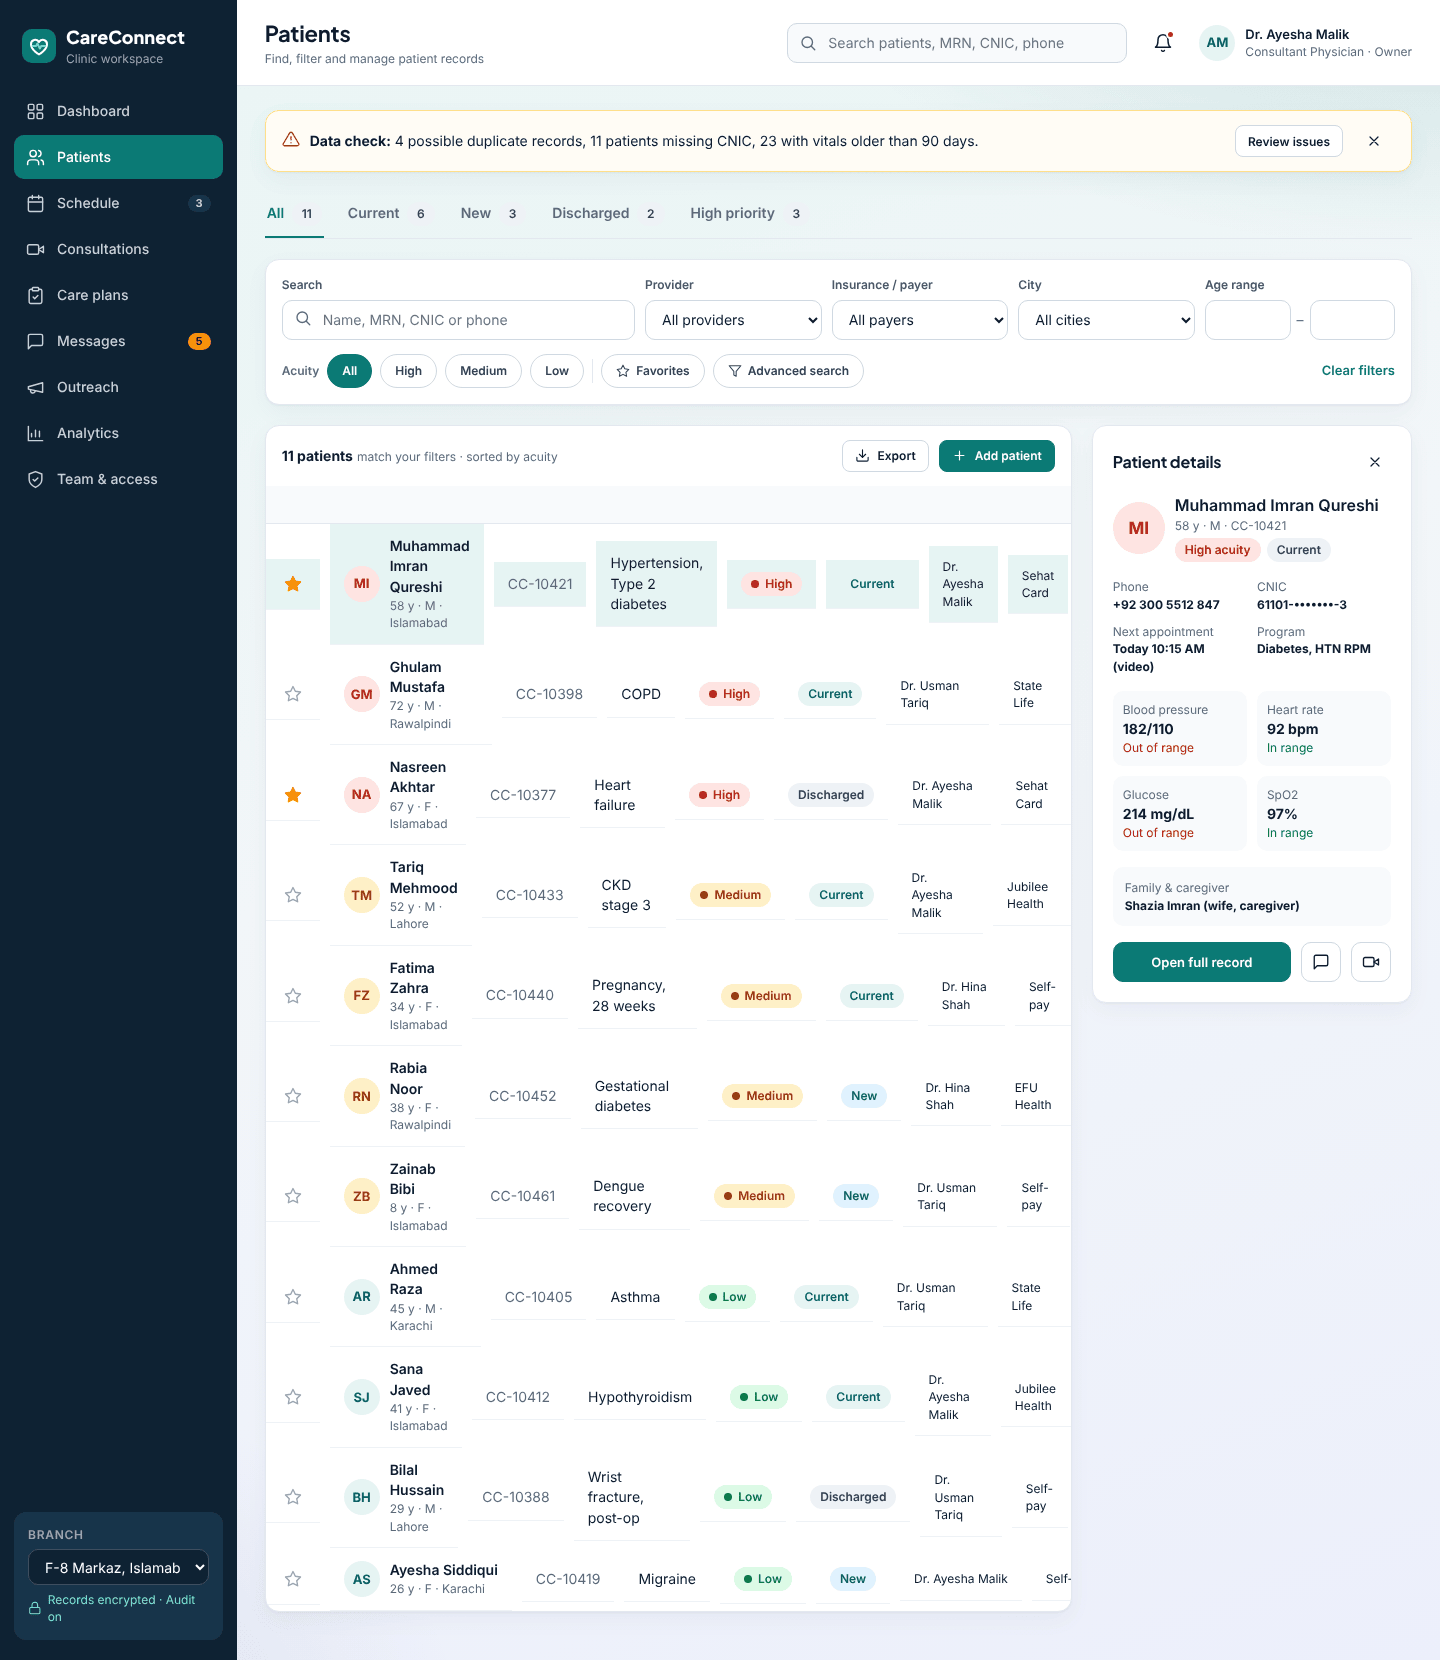 CareConnect
Clinic workspace
Dashboard
Patients
Schedule 3
Consultations
Care plans
Messages 5
Outreach
Analytics
Team & access
BRANCH
F-8 Markaz, Islamab
Records encrypted · Audit
on
Patients
Find, filter and manage patient records
Search patients, MRN, CNIC, phone
AM
Dr. Ayesha Malik
Consultant Physician · Owner
Data check: 4 possible duplicate records, 11 patients missing CNIC, 23 with vitals older than 90 days.
Review issues
All 11 Current 6 New 3 Discharged 2 High priority 3
Search Provider Insurance / payer City Age range
Name, MRN, CNIC or phone All providers All payers All cities –
Acuity All High Medium Low Favorites Advanced search Clear filters
11 patients match your filters · sorted by acuity Export Add patient
MI
Muhammad
Imran
Qureshi
58 y · M ·
Islamabad
CC-10421
Hypertension,
Type 2
diabetes
High
Current
Dr.
Ayesha
Malik
Sehat
Card
GM
Ghulam
Mustafa
72 y · M ·
Rawalpindi
CC-10398
COPD
High
Current
Dr. Usman
Tariq
State
Life
NA
Nasreen
Akhtar
67 y · F ·
Islamabad
CC-10377
Heart
failure
High
Discharged
Dr. Ayesha
Malik
Sehat
Card
TM
Tariq
Mehmood
52 y · M ·
Lahore
CC-10433
CKD
stage 3
Medium
Current
Dr.
Ayesha
Malik
Jubilee
Health
FZ
Fatima
Zahra
34 y · F ·
Islamabad
CC-10440
Pregnancy,
28 weeks
Medium
Current
Dr. Hina
Shah
Self-
pay
RN
Rabia
Noor
38 y · F ·
Rawalpindi
CC-10452
Gestational
diabetes
Medium
New
Dr. Hina
Shah
EFU
Health
ZB
Zainab
Bibi
8 y · F ·
Islamabad
CC-10461
Dengue
recovery
Medium
New
Dr. Usman
Tariq
Self-
pay
AR
Ahmed
Raza
45 y · M ·
Karachi
CC-10405
Asthma
Low
Current
Dr. Usman
Tariq
State
Life
SJ
Sana
Javed
41 y · F ·
Islamabad
CC-10412
Hypothyroidism
Low
Current
Dr.
Ayesha
Malik
Jubilee
Health
BH
Bilal
Hussain
29 y · M ·
Lahore
CC-10388
Wrist
fracture,
post-op
Low
Discharged
Dr.
Usman
Tariq
Self-
pay
AS
Ayesha Siddiqui
26 y · F · Karachi
CC-10419
Migraine
Low
New
Dr. Ayesha Malik
Self-
Patient details
MI
Muhammad Imran Qureshi
58 y · M · CC-10421
High acuity Current
Phone CNIC
+92 300 5512 847 61101-•••••••-3
Next appointment Program
Today 10:15 AM Diabetes, HTN RPM
(video)
Blood pressure Heart rate
182/110 92 bpm
Out of range In range
Glucose SpO2
214 mg/dL 97%
Out of range In range
Family & caregiver
Shazia Imran (wife, caregiver)
Open full record